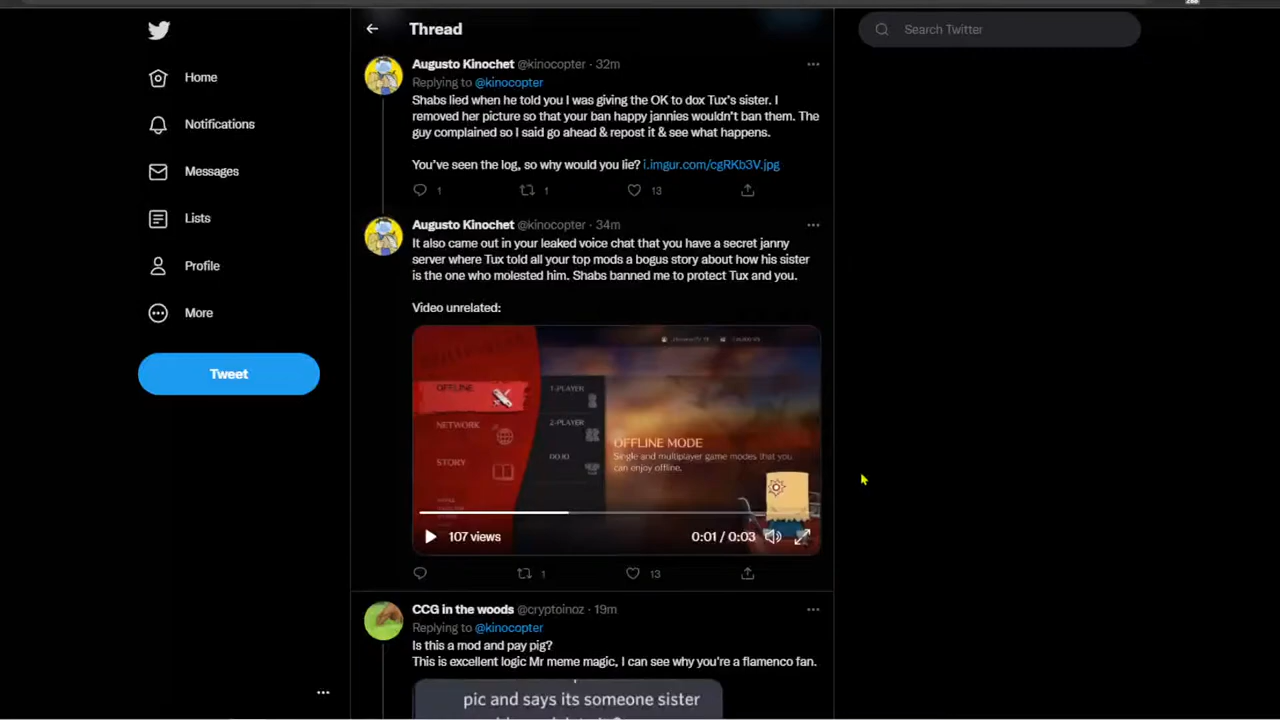 Thread
Search Twitter
Home
Notifications
Messages
Lists
Profile
More
Tweet
Augusto Kinochet @kinocopter · 32m
Replying to @kinocopter
Shabs lied when he told you I was giving the OK to dox Tux's sister. I
removed her picture so that your ban happy jannies wouldn't ban them. The
guy complained so I said go ahead & repost it & see what happens.
You've seen the log, so why would you lie? i.imgur.com/cgRKb3V.jpg
1 1 13
Augusto Kinochet @kinocopter · 34m
It also came out in your leaked voice chat that you have a secret janny
server where Tux told all your top mods a bogus story about how his sister
is the one who molested him. Shabs banned me to protect Tux and you.
Video unrelated:
OFFLINE
NETWORK
STORY
1-PLAYER
2-PLAYER
DOJO
OFFLINE MODE
Single and multiplayer game modes that you
can enjoy offline.
107 views
0:01 / 0:03
1 13
CCG in the woods @cryptoinoz · 19m
Replying to @kinocopter
Is this a mod and pay pig?
This is excellent logic Mr meme magic, I can see why you're a flamenco fan.
pic and says its someone sister